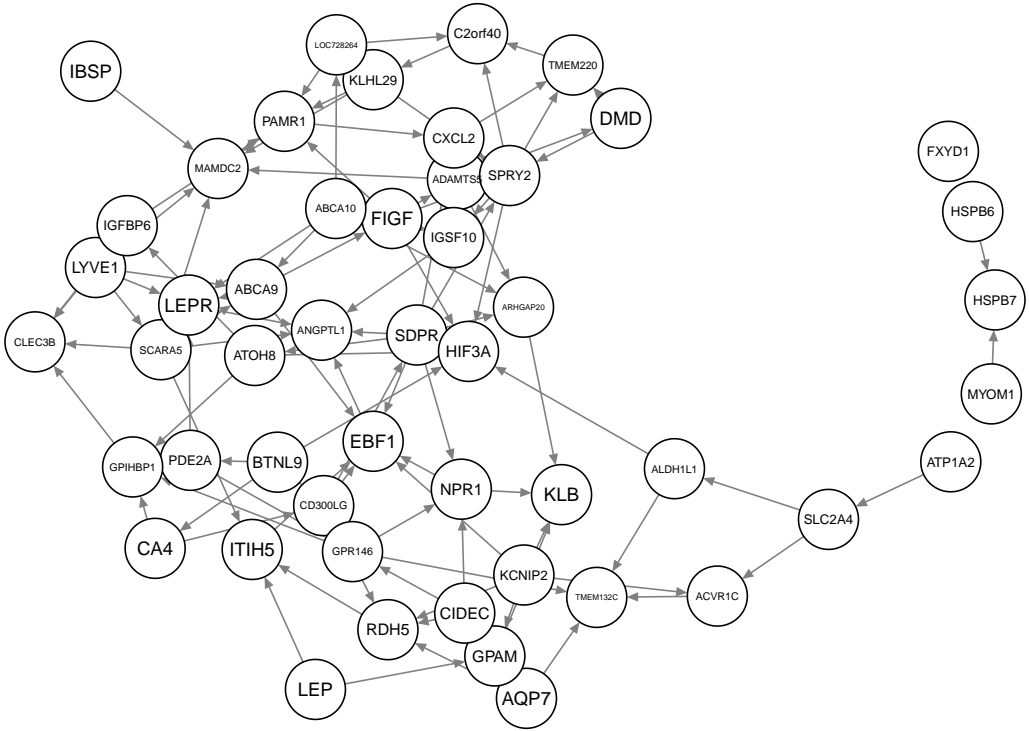 C2orf40
LOC728264
IBSP
TMEM220
KLHL29
PAMR1
DMD
CXCL2
FXYD1
MAMDC2
SPRY2
ADAMTS5
ABCA10
HSPB6
FIGF
IGFBP6
IGSF10
LYVE1
ABCA9
HSPB7
LEPR
ARHGAP20
ANGPTL1
SDPR
CLEC3B
SCARA5
HIF3A
ATOH8
MYOM1
EBF1
PDE2A
BTNL9
ATP1A2
GPIHBP1
ALDH1L1
NPR1
KLB
CD300LG
SLC2A4
CA4
ITIH5
GPR146
KCNIP2
TMEM132C
ACVR1C
CIDEC
RDH5
GPAM
LEP
AQP7